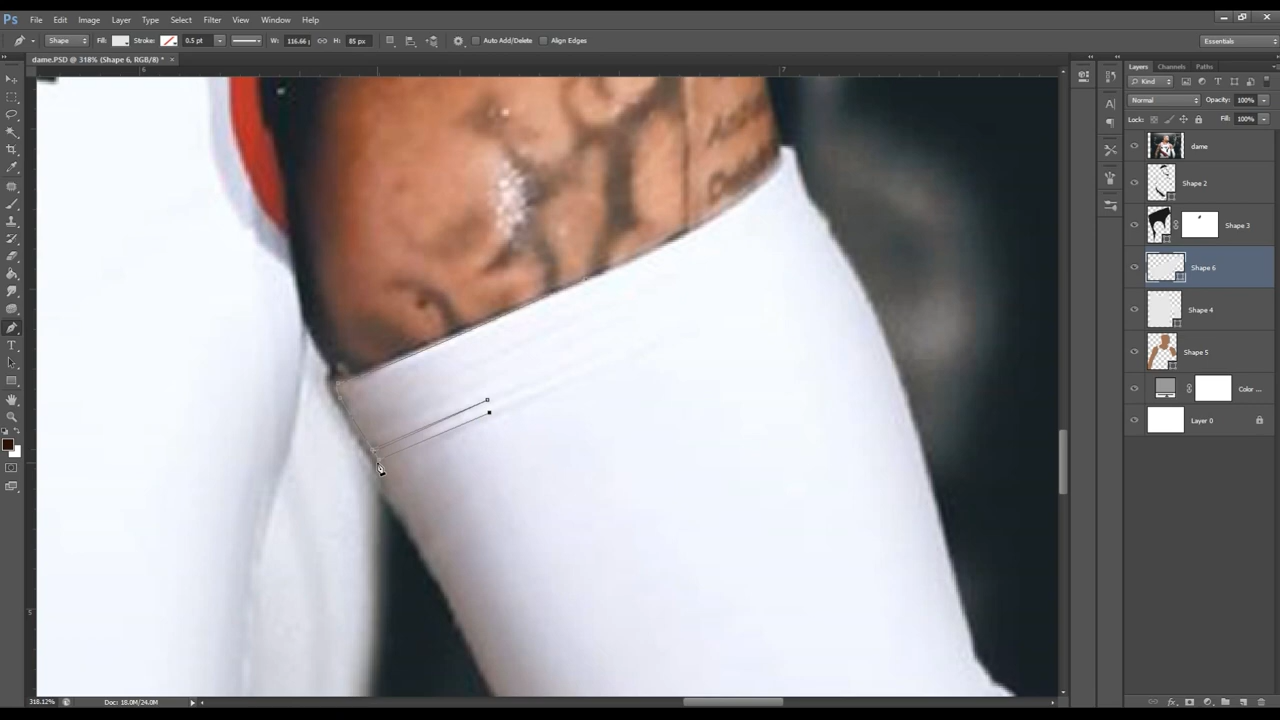 Ps File Edit Image Layer Type Select Filter View Window Help
Shape Fill: Stroke: 0.5 pt W: 116.66 H: 85 px Auto Add/Delete Align Edges Essentials
dame.PSD @ 318% (Shape 6, RGB/8) * ×
6 7
5
Layers Channels Paths
Kind
Normal Opacity: 100%
Lock: Fill: 100%
dame
Shape 2
Shape 3
Shape 6
Shape 4
Shape 5
Color ...
Layer 0
318.12% Doc: 18.0M/24.0M